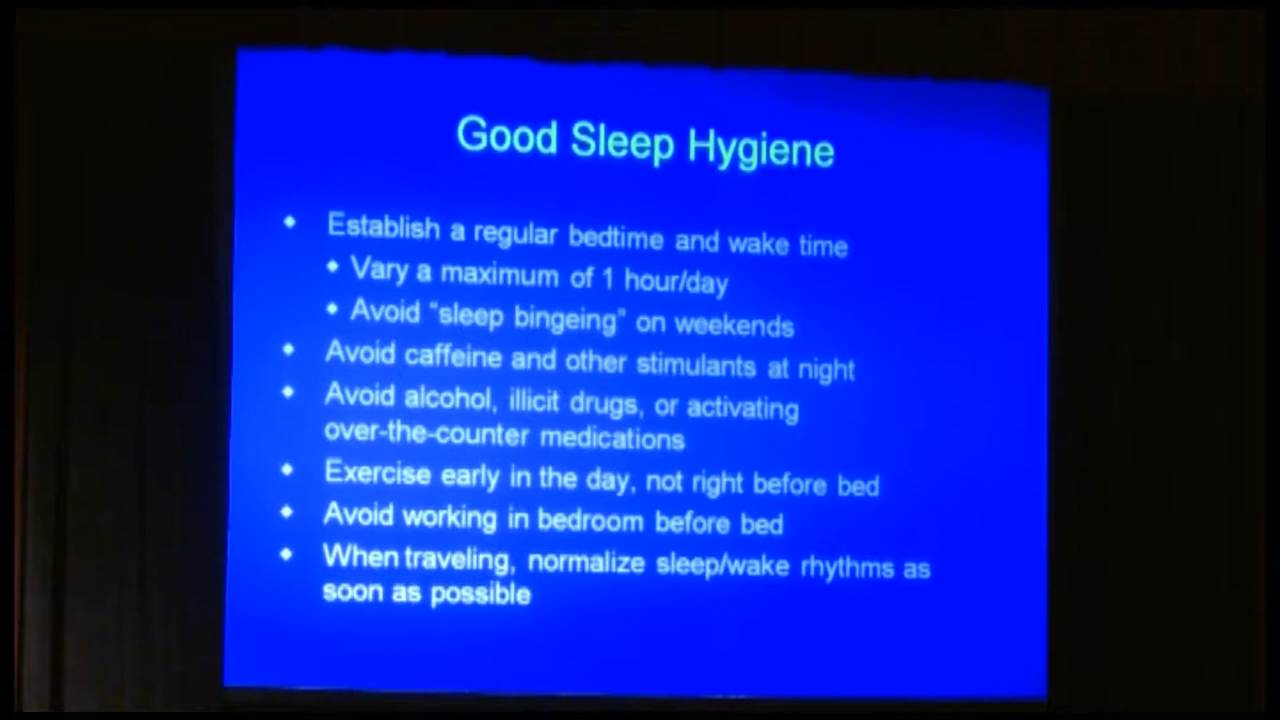 Good Sleep Hygiene
Establish a regular bedtime and wake time
Vary a maximum of 1 hour/day
Avoid "sleep bingeing" on weekends
Avoid caffeine and other stimulants at night
Avoid alcohol, illicit drugs, or activating
over-the-counter medications
Exercise early in the day, not right before bed
Avoid working in bedroom before bed
When traveling, normalize sleep/wake rhythms as
soon as possible